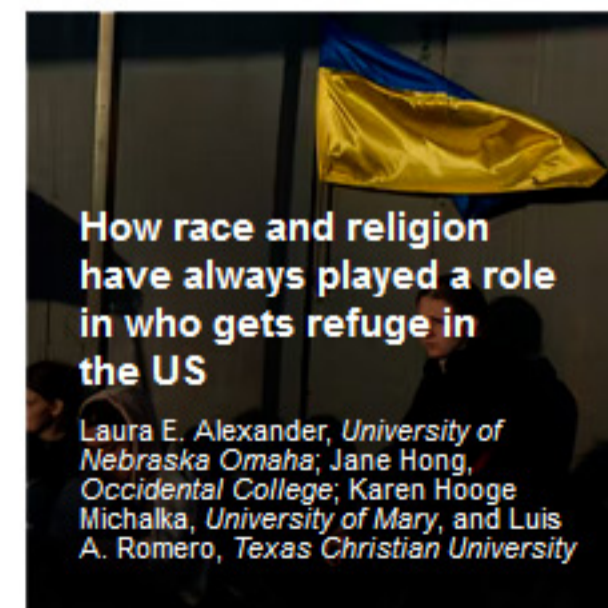 How race and religion
have always played a role
in who gets refuge in
the US
Laura E. Alexander, University of
Nebraska Omaha; Jane Hong,
Occidental College; Karen Hooge
Michalka, University of Mary, and Luis
A. Romero, Texas Christian University